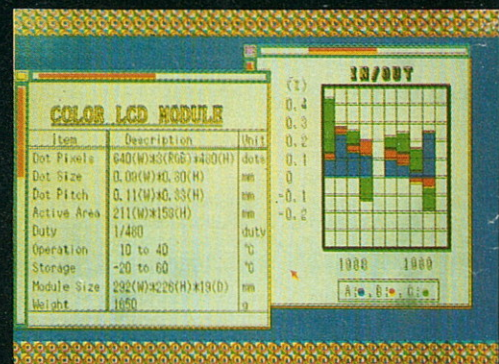 COLOR LCD MODULE
Item Description Unit
Dot Pixels 640(W)*3(RGB)*480(H) dots
Dot Size 0.09(W)*0.30(H) mm
Dot Pitch 0.11(W)*0.33(H) mm
Active Area 211(W)*158(H) mm
Duty 1/480 duty
Operation 10 to 40 °C
Storage -20 to 60 °C
Module Size 292(W)*226(H)*19(D) mm
Weight 1650 g
IN/OUT
(%)
0.4
0.3
0.2
0.1
0
-0.1
-0.2
1988 1989
A: , B: , C: